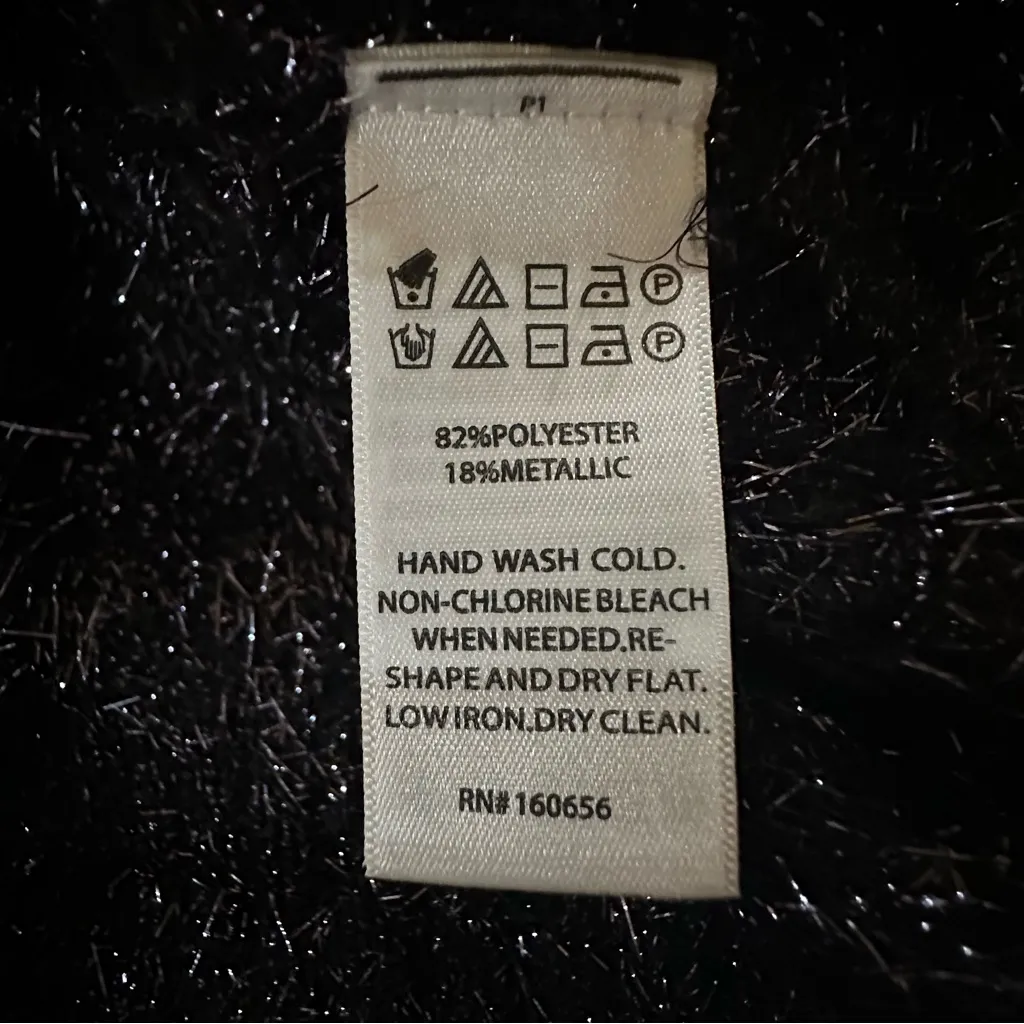 P1
P
P
82%POLYESTER
18%METALLIC
HAND WASH COLD.
NON-CHLORINE BLEACH
WHEN NEEDED.RE-
SHAPE AND DRY FLAT.
LOW IRON.DRY CLEAN.
RN# 160656